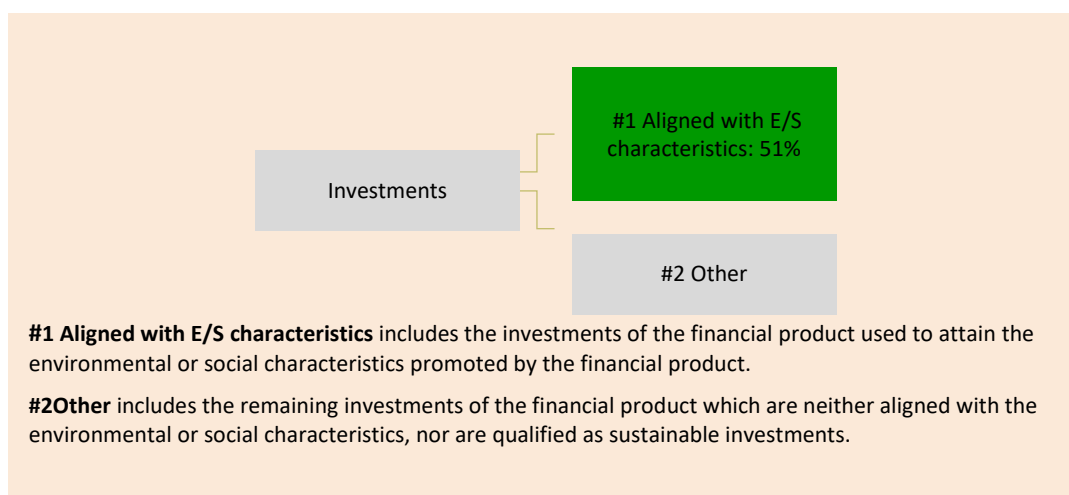 #1 Aligned with E/S
characteristics: 51%
Investments
#2 Other
#1 Aligned with E/S characteristics includes the investments of the financial product used to attain the
environmental or social characteristics promoted by the financial product.
#2Other includes the remaining investments of the financial product which are neither aligned with the
environmental or social characteristics, nor are qualified as sustainable investments.